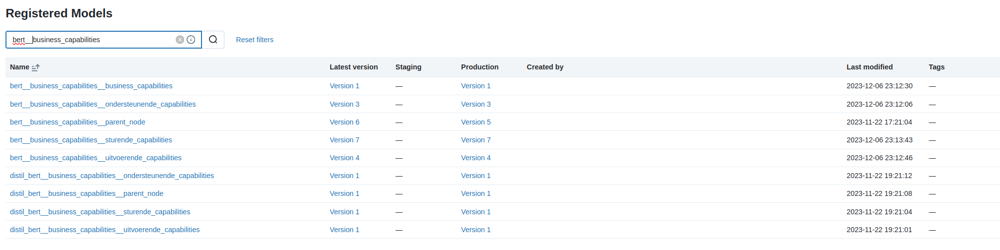 Registered Models
bert__business_capabilities
Reset filters
Name Latest version Staging Production Created by Last modified Tags
bert__business_capabilities__business_capabilities Version 1 — Version 1 2023-12-06 23:12:30 —
bert__business_capabilities__ondersteunende_capabilities Version 3 — Version 3 2023-12-06 23:12:06 —
bert__business_capabilities__parent_node Version 6 — Version 5 2023-11-22 17:21:04 —
bert__business_capabilities__sturende_capabilities Version 7 — Version 7 2023-12-06 23:13:43 —
bert__business_capabilities__uitvoerende_capabilities Version 4 — Version 4 2023-12-06 23:12:46 —
distil_bert__business_capabilities__ondersteunende_capabilities Version 1 — Version 1 2023-11-22 19:21:12 —
distil_bert__business_capabilities__parent_node Version 1 — Version 1 2023-11-22 19:21:08 —
distil_bert__business_capabilities__sturende_capabilities Version 1 — Version 1 2023-11-22 19:21:04 —
distil_bert__business_capabilities__uitvoerende_capabilities Version 1 — Version 1 2023-11-22 19:21:01 —